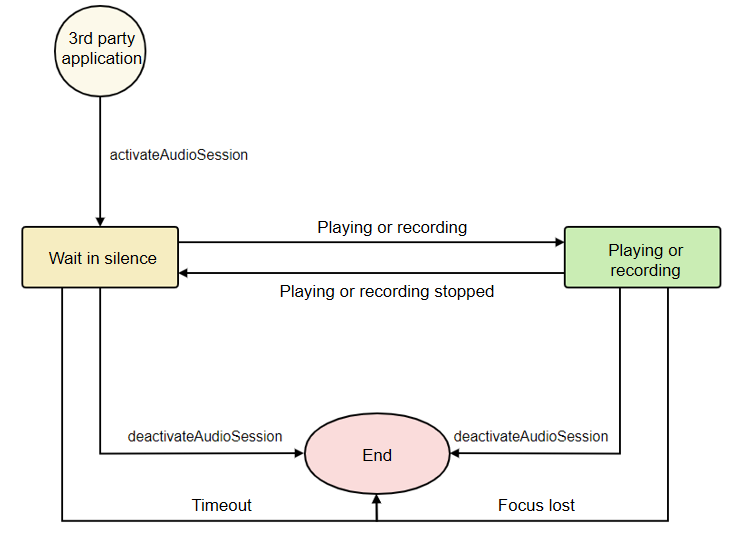 3rd party
application
activateAudioSession
Playing or recording
Wait in silence
Playing or
recording
Playing or recording stopped
deactivateAudioSession
deactivateAudioSession
End
Timeout
Focus lost